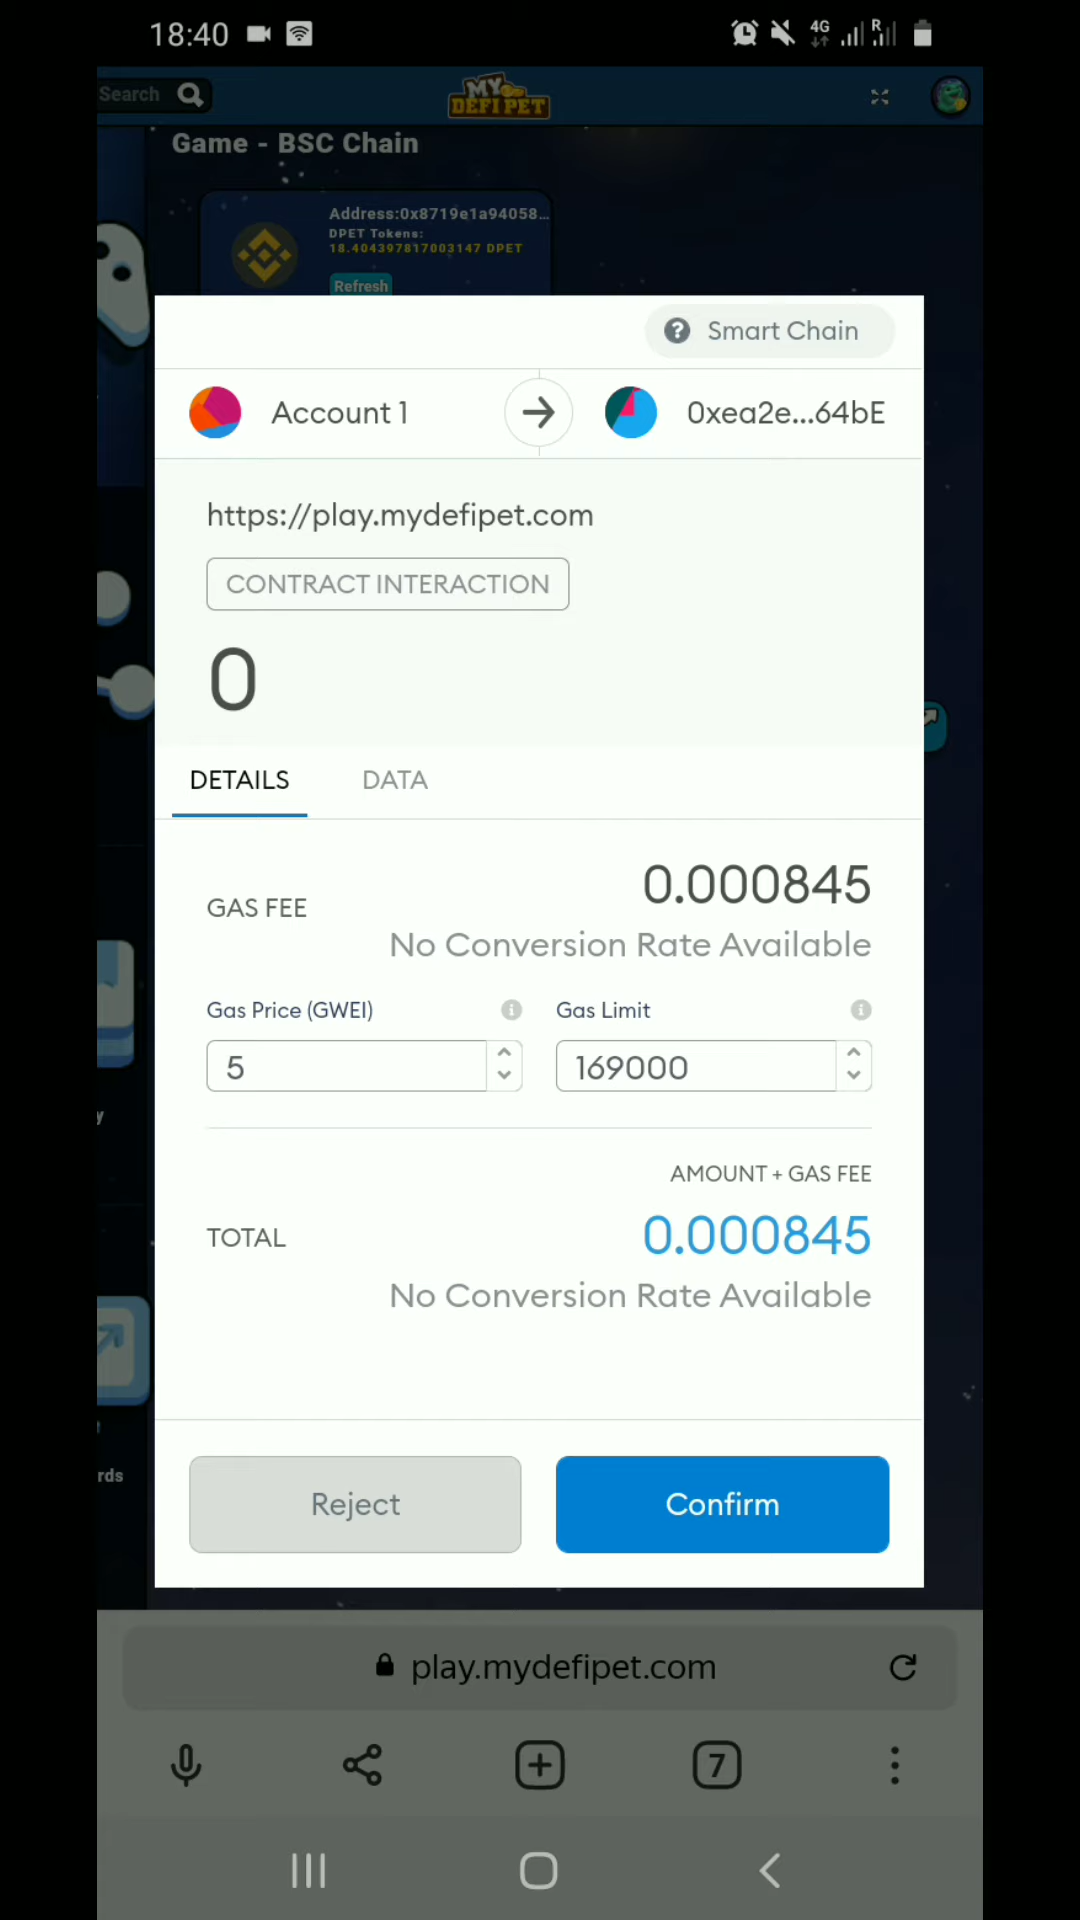 18:40
4G
R
Search
MY
DEFI PET
Game - BSC Chain
Address:0x8719e1a94058...
DPET Tokens:
18.404397817003147 DPET
Refresh
? Smart Chain
Account 1
0xea2e...64bE
https://play.mydefipet.com
CONTRACT INTERACTION
0
DETAILS
DATA
GAS FEE
0.000845
No Conversion Rate Available
Gas Price (GWEI)
Gas Limit
5
169000
y
AMOUNT + GAS FEE
TOTAL
0.000845
No Conversion Rate Available
rds
Reject
Confirm
play.mydefipet.com
7